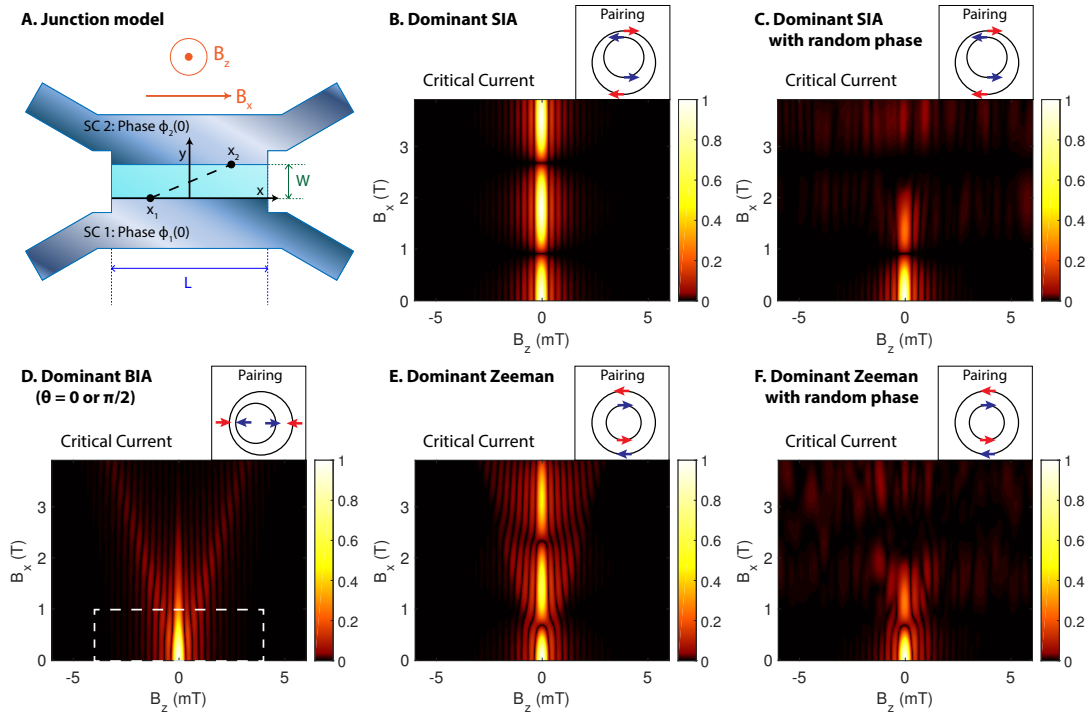 A. Junction model
B_z
B_x
SC 2: Phase ϕ_2(0)
y
x_2
W
x
x_1
SC 1: Phase ϕ_1(0)
L
B. Dominant SIA
Pairing
Critical Current
B_x (T)
3
2
1
0
-5
0
5
B_z (mT)
1
0.8
0.6
0.4
0.2
0
C. Dominant SIA
with random phase
Pairing
Critical Current
B_x (T)
3
2
1
0
-5
0
5
B_z (mT)
1
0.8
0.6
0.4
0.2
0
D. Dominant BIA
(θ = 0 or π/2)
Pairing
Critical Current
B_x (T)
3
2
1
0
-5
0
5
B_z (mT)
1
0.8
0.6
0.4
0.2
0
E. Dominant Zeeman
Pairing
Critical Current
B_x (T)
3
2
1
0
-5
0
5
B_z (mT)
1
0.8
0.6
0.4
0.2
0
F. Dominant Zeeman
with random phase
Pairing
Critical Current
B_x (T)
3
2
1
0
-5
0
5
B_z (mT)
1
0.8
0.6
0.4
0.2
0